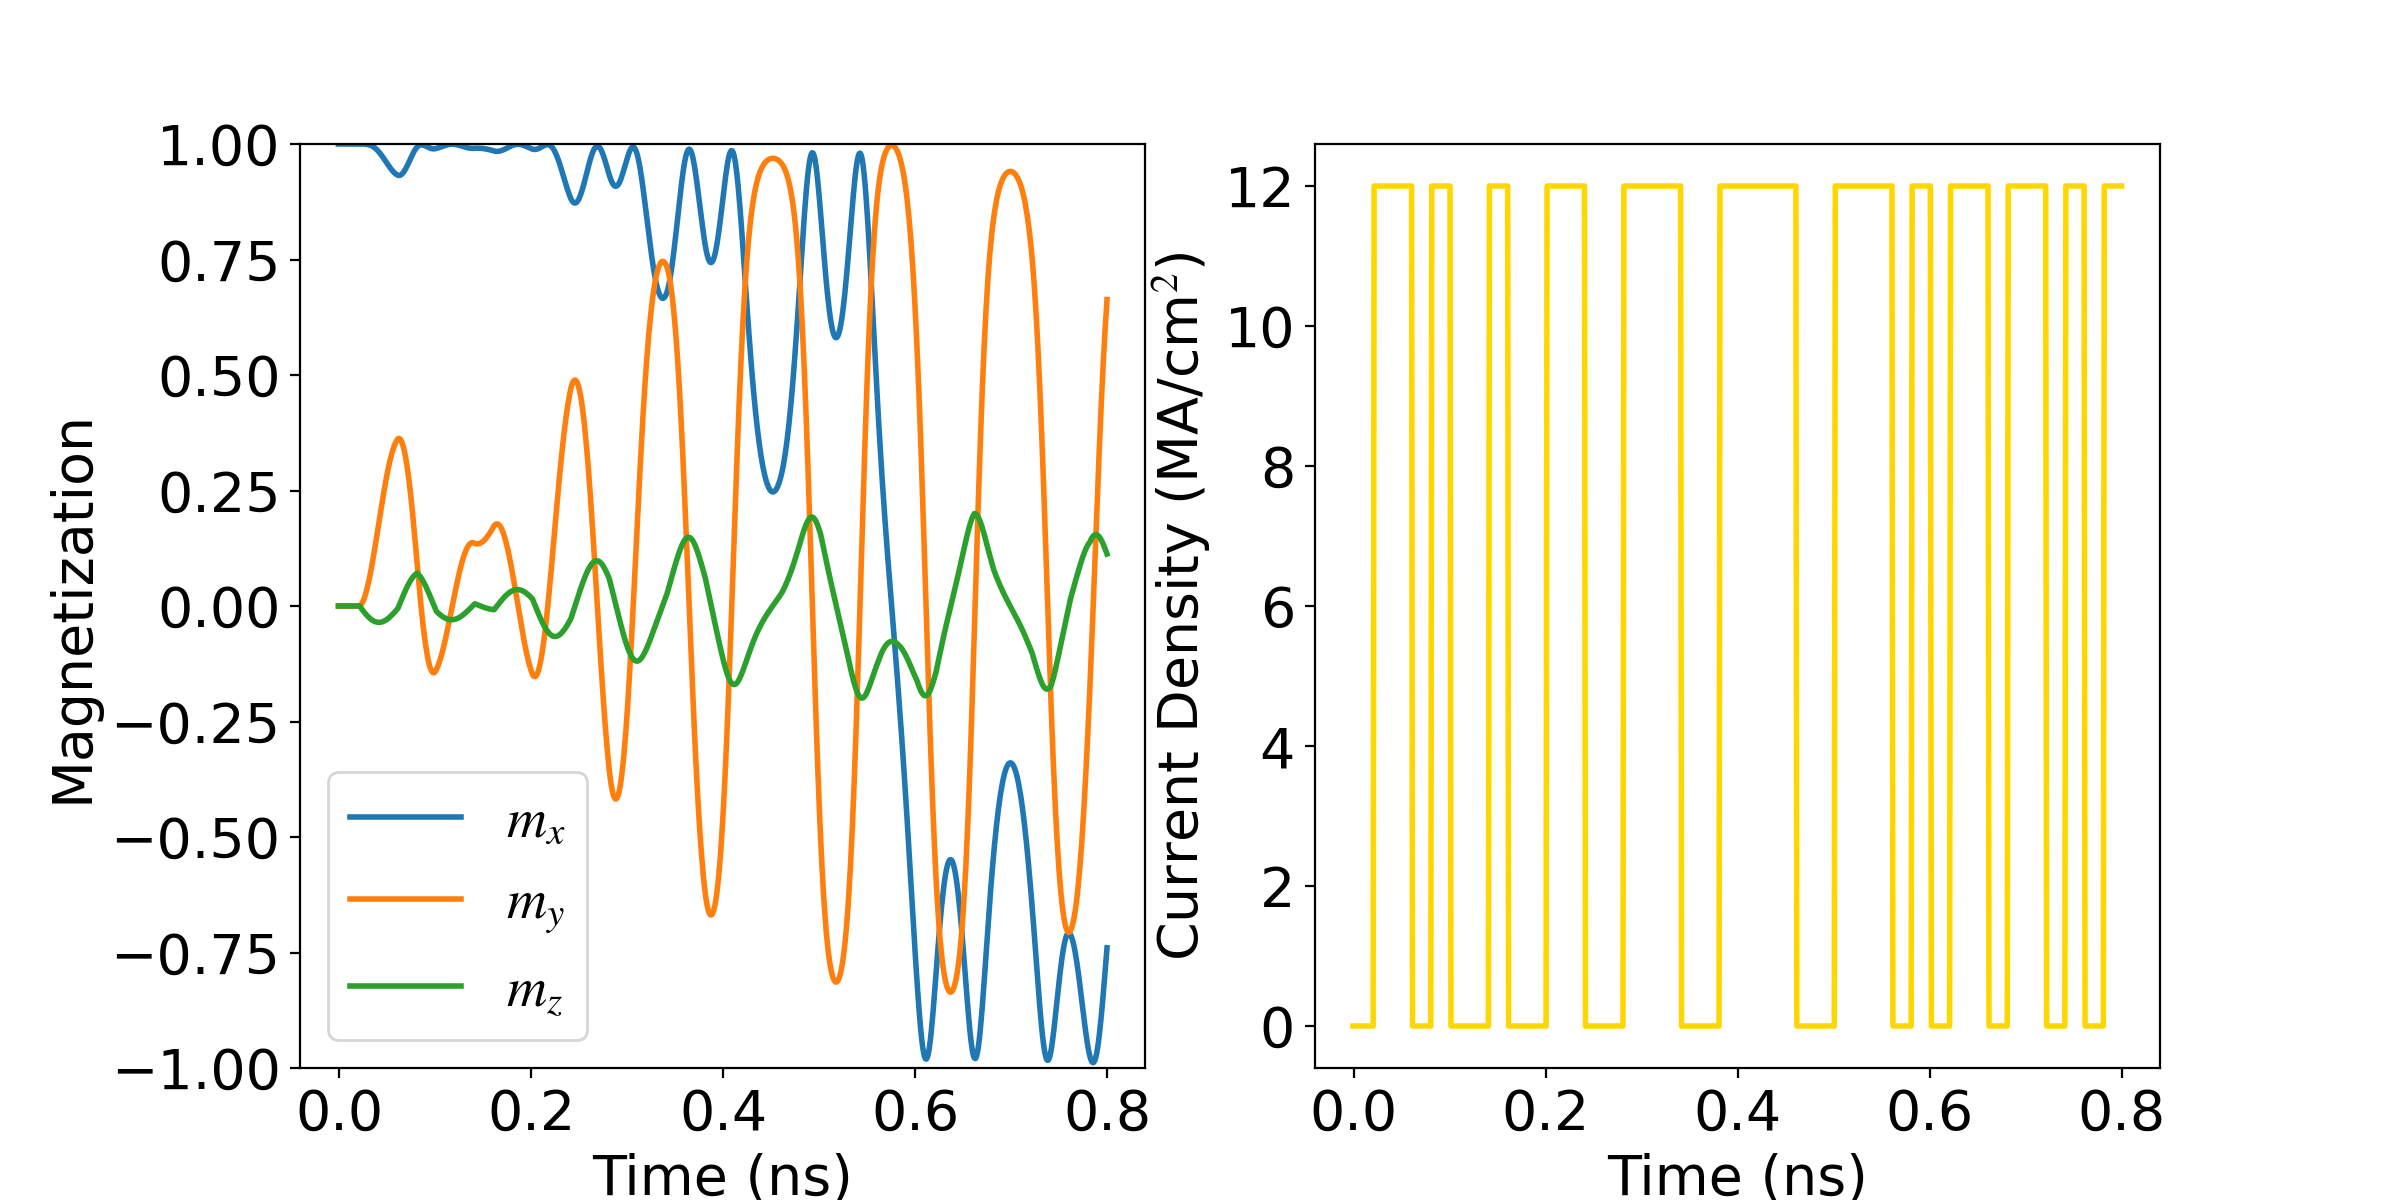 Magnetization
1.00
0.75
0.50
0.25
0.00
−0.25
−0.50
−0.75
−1.00
m_x
m_y
m_z
0.0 0.2 0.4 0.6 0.8
Time (ns)
Current Density (MA/cm²)
12
10
8
6
4
2
0
0.0 0.2 0.4 0.6 0.8
Time (ns)